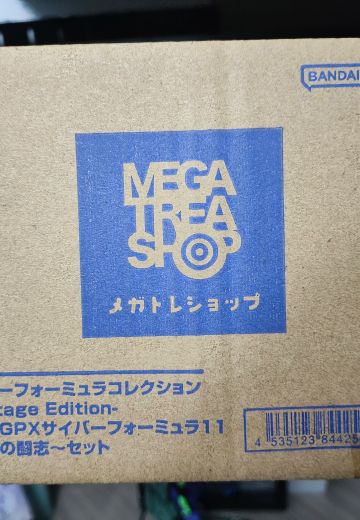 BANDAI
MEGA
TREA
SHOP
メガトレショップ
ーフォーミュラコレクション
tage Edition-
GPXサイバーフォーミュラ11
の闘志～セット
4 535123 84425